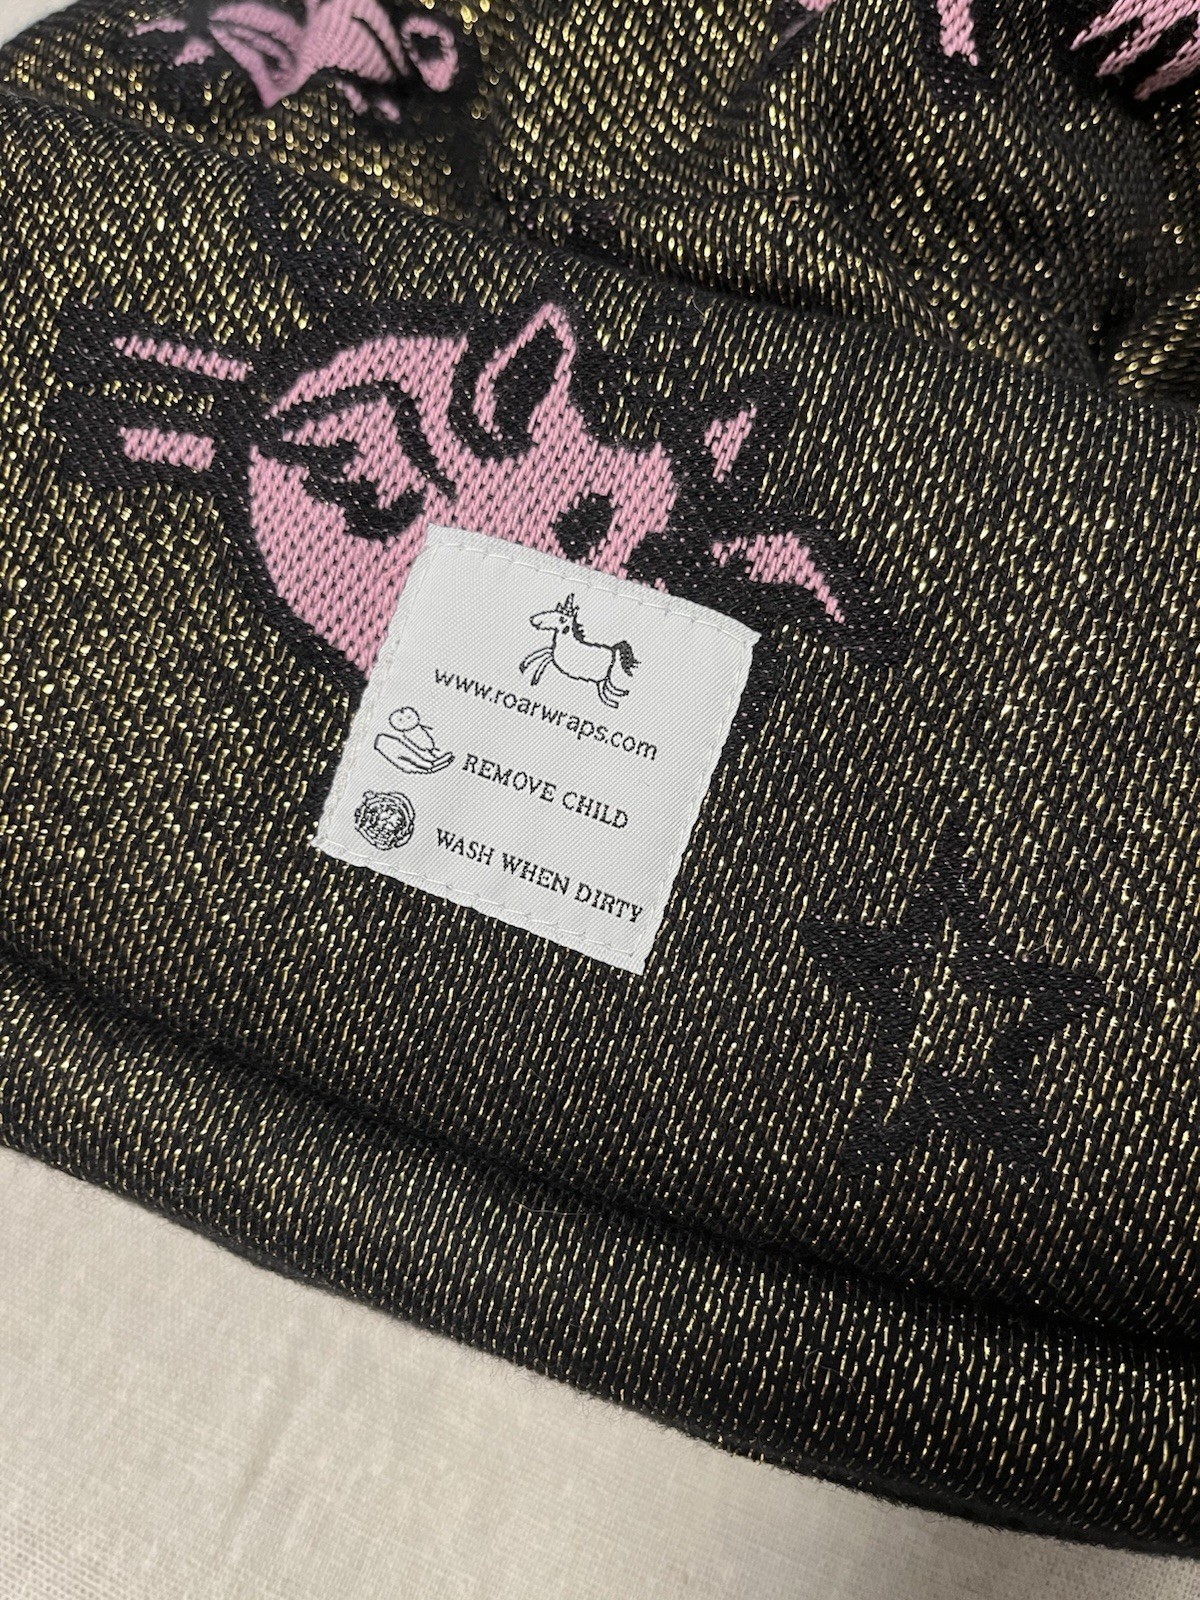 www.roarwraps.com
REMOVE CHILD
WASH WHEN DIRTY